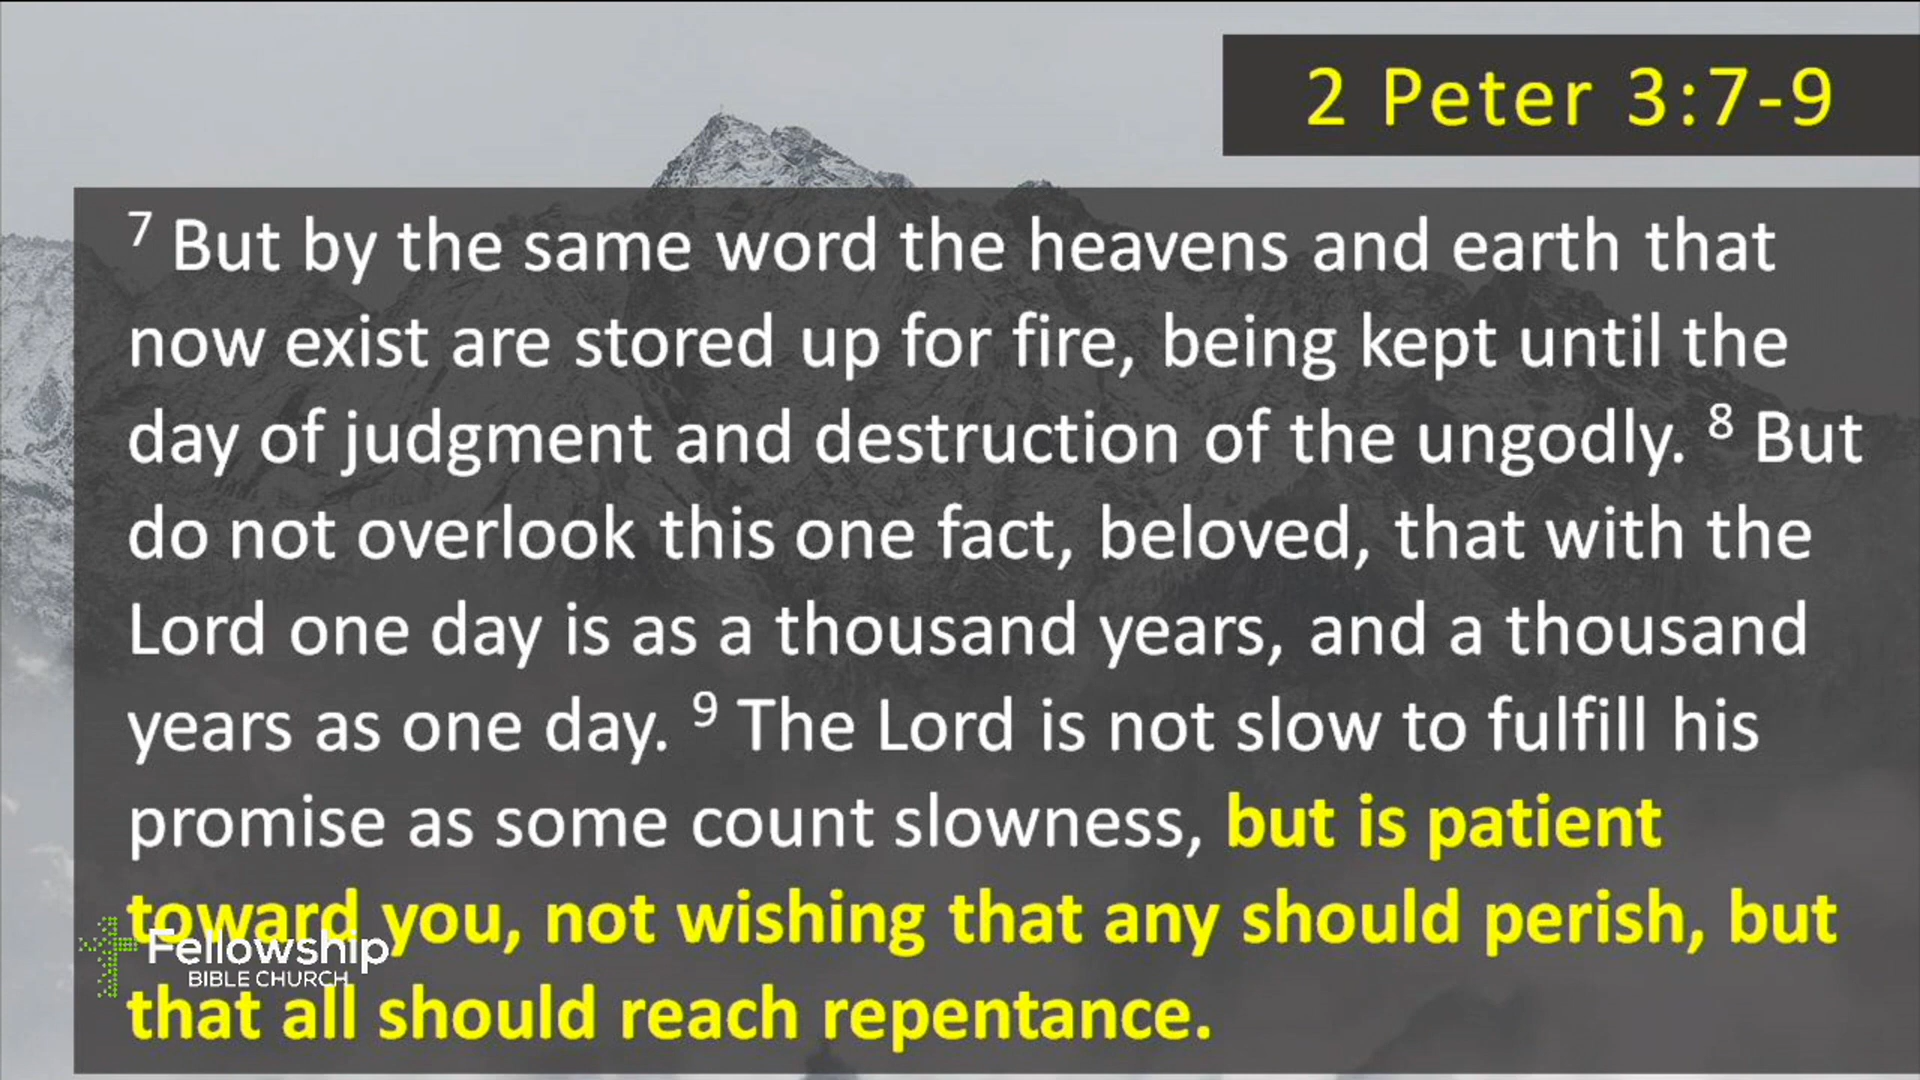 2 Peter 3:7-9
7 But by the same word the heavens and earth that
now exist are stored up for fire, being kept until the
day of judgment and destruction of the ungodly. 8 But
do not overlook this one fact, beloved, that with the
Lord one day is as a thousand years, and a thousand
years as one day. 9 The Lord is not slow to fulfill his
promise as some count slowness, but is patient
toward you, not wishing that any should perish, but
Fellowship
BIBLE CHURCH
that all should reach repentance.